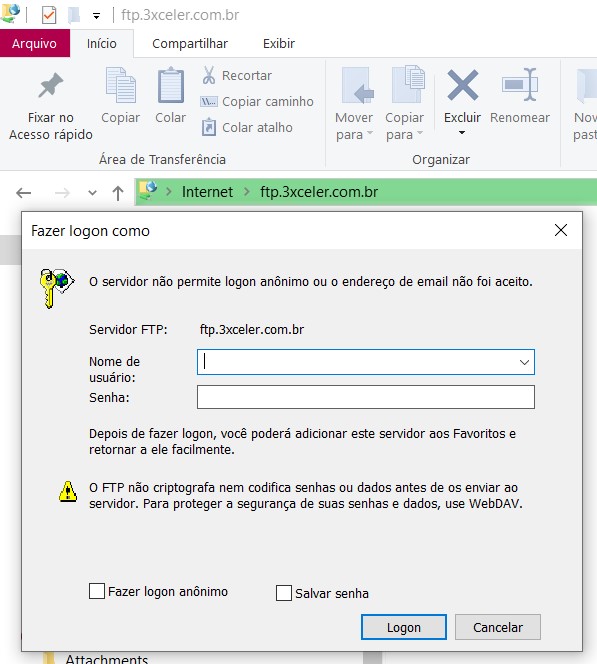 ftp.3xceler.com.br
Arquivo Início Compartilhar Exibir
Fixar no
Acesso rápido
Copiar
Colar
Recortar
Copiar caminho
Colar atalho
Mover
para
Copiar
para
Excluir
Renomear
Nov
past
Área de Transferência
Organizar
Internet ftp.3xceler.com.br
Fazer logon como
O servidor não permite logon anônimo ou o endereço de email não foi aceito.
Servidor FTP: ftp.3xceler.com.br
Nome de
usuário:
Senha:
Depois de fazer logon, você poderá adicionar este servidor aos Favoritos e
retornar a ele facilmente.
O FTP não criptografa nem codifica senhas ou dados antes de os enviar ao
servidor. Para proteger a segurança de suas senhas e dados, use WebDAV.
Fazer logon anônimo Salvar senha
Logon Cancelar
Attachments